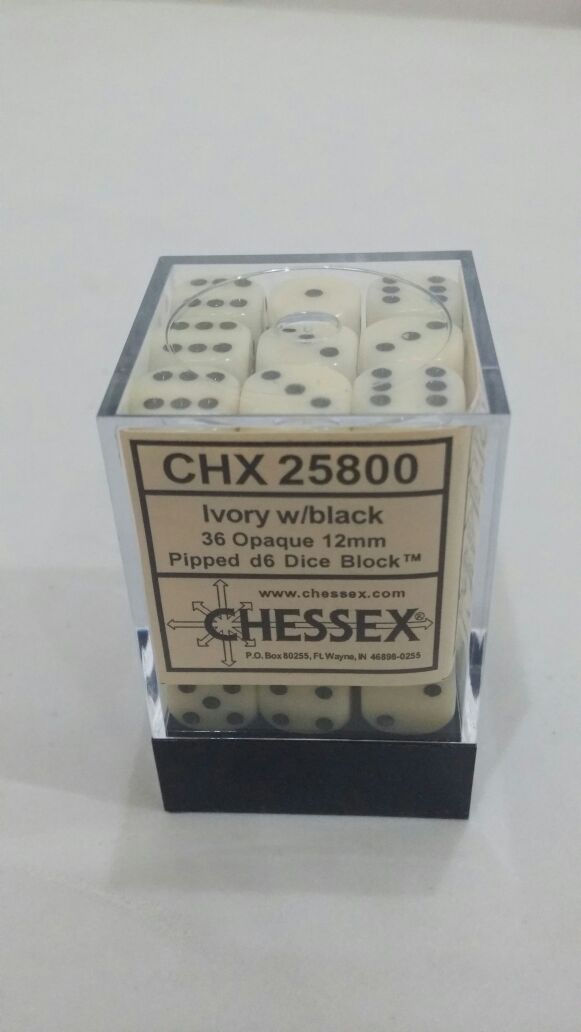 CHX 25800
Ivory w/black
36 Opaque 12mm
Pipped d6 Dice Block™
www.chessex.com
CHESSEX®
P.O. Box 80255, Ft. Wayne, IN 46898-0255